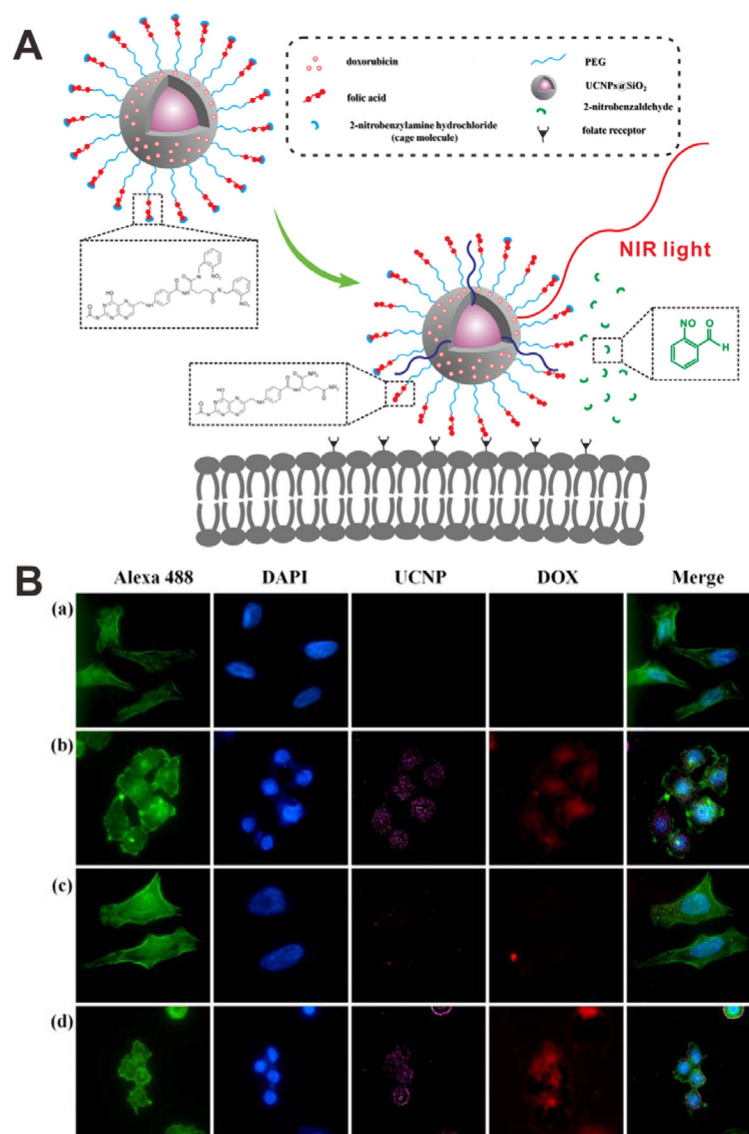 A
doxorubicin
folic acid
2-nitrobenzylamine hydrochloride
(cage molecule)
PEG
UCNPs@SiO₂
2-nitrobenzaldehyde
folate receptor
NIR light
NO
O
H
B
Alexa 488
DAPI
UCNP
DOX
Merge
(a)
(b)
(c)
(d)